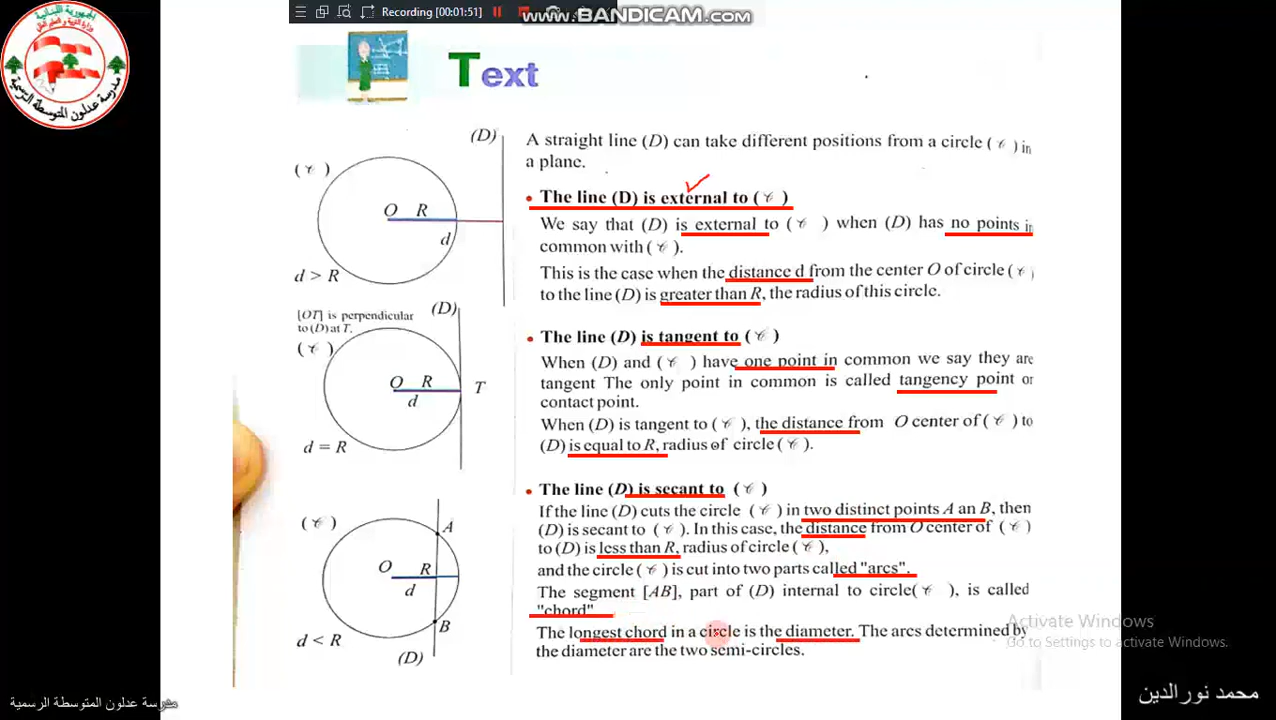 Recording [00:01:51]
www.BANDICAM.com
Text
A straight line (D) can take different positions from a circle (𝒞) in
a plane.
• The line (D) is external to (𝒞)
We say that (D) is external to (𝒞) when (D) has no points in
common with (𝒞).
This is the case when the distance d from the center O of circle (𝒞)
to the line (D) is greater than R, the radius of this circle.
(D)
(𝒞)
O R
d
d > R
• The line (D) is tangent to (𝒞)
When (D) and (𝒞) have one point in common we say they are
tangent The only point in common is called tangency point or
contact point.
When (D) is tangent to (𝒞), the distance from O center of (𝒞) to
(D) is equal to R, radius of circle (𝒞).
[OT] is perpendicular
to (D) at T.
(D)
(𝒞)
O R
T
d
d = R
• The line (D) is secant to (𝒞)
If the line (D) cuts the circle (𝒞) in two distinct points A an B, then
(D) is secant to (𝒞). In this case, the distance from O center of (𝒞)
to (D) is less than R, radius of circle (𝒞),
and the circle (𝒞) is cut into two parts called "arcs".
The segment [AB], part of (D) internal to circle(𝒞), is called
"chord"
The longest chord in a circle is the diameter. The arcs determined by
the diameter are the two semi-circles.
(𝒞)
A
O R
d
B
d < R
(D)
Activate Windows
Go to Settings to activate Windows.
مدرسة عدلون المتوسطة الرسمية
محمد نورالدين
مدرسة عدلون المتوسطة الرسمية